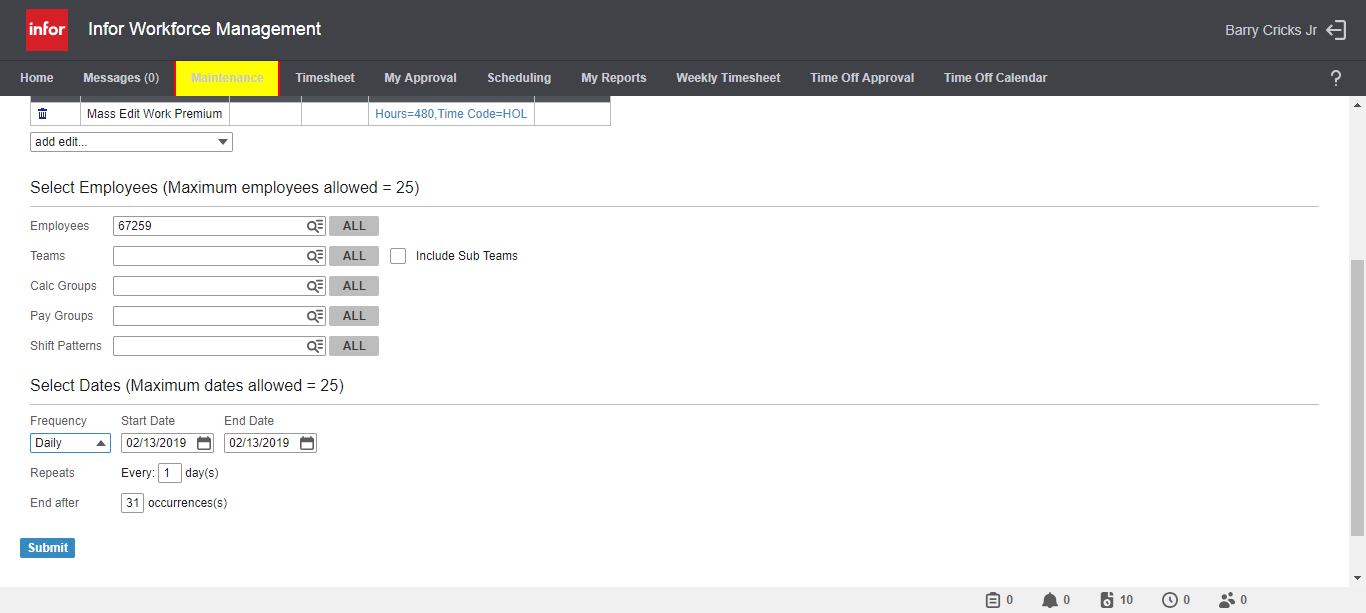 infor Infor Workforce Management Barry Cricks Jr
Home Messages (0) Maintenance Timesheet My Approval Scheduling My Reports Weekly Timesheet Time Off Approval Time Off Calendar ?
Mass Edit Work Premium Hours=480,Time Code=HOL
add edit...
Select Employees (Maximum employees allowed = 25)
Employees 67259 ALL
Teams ALL Include Sub Teams
Calc Groups ALL
Pay Groups ALL
Shift Patterns ALL
Select Dates (Maximum dates allowed = 25)
Frequency Start Date End Date
Daily 02/13/2019 02/13/2019
Repeats Every: 1 day(s)
End after 31 occurrences(s)
Submit
0 0 10 0 0